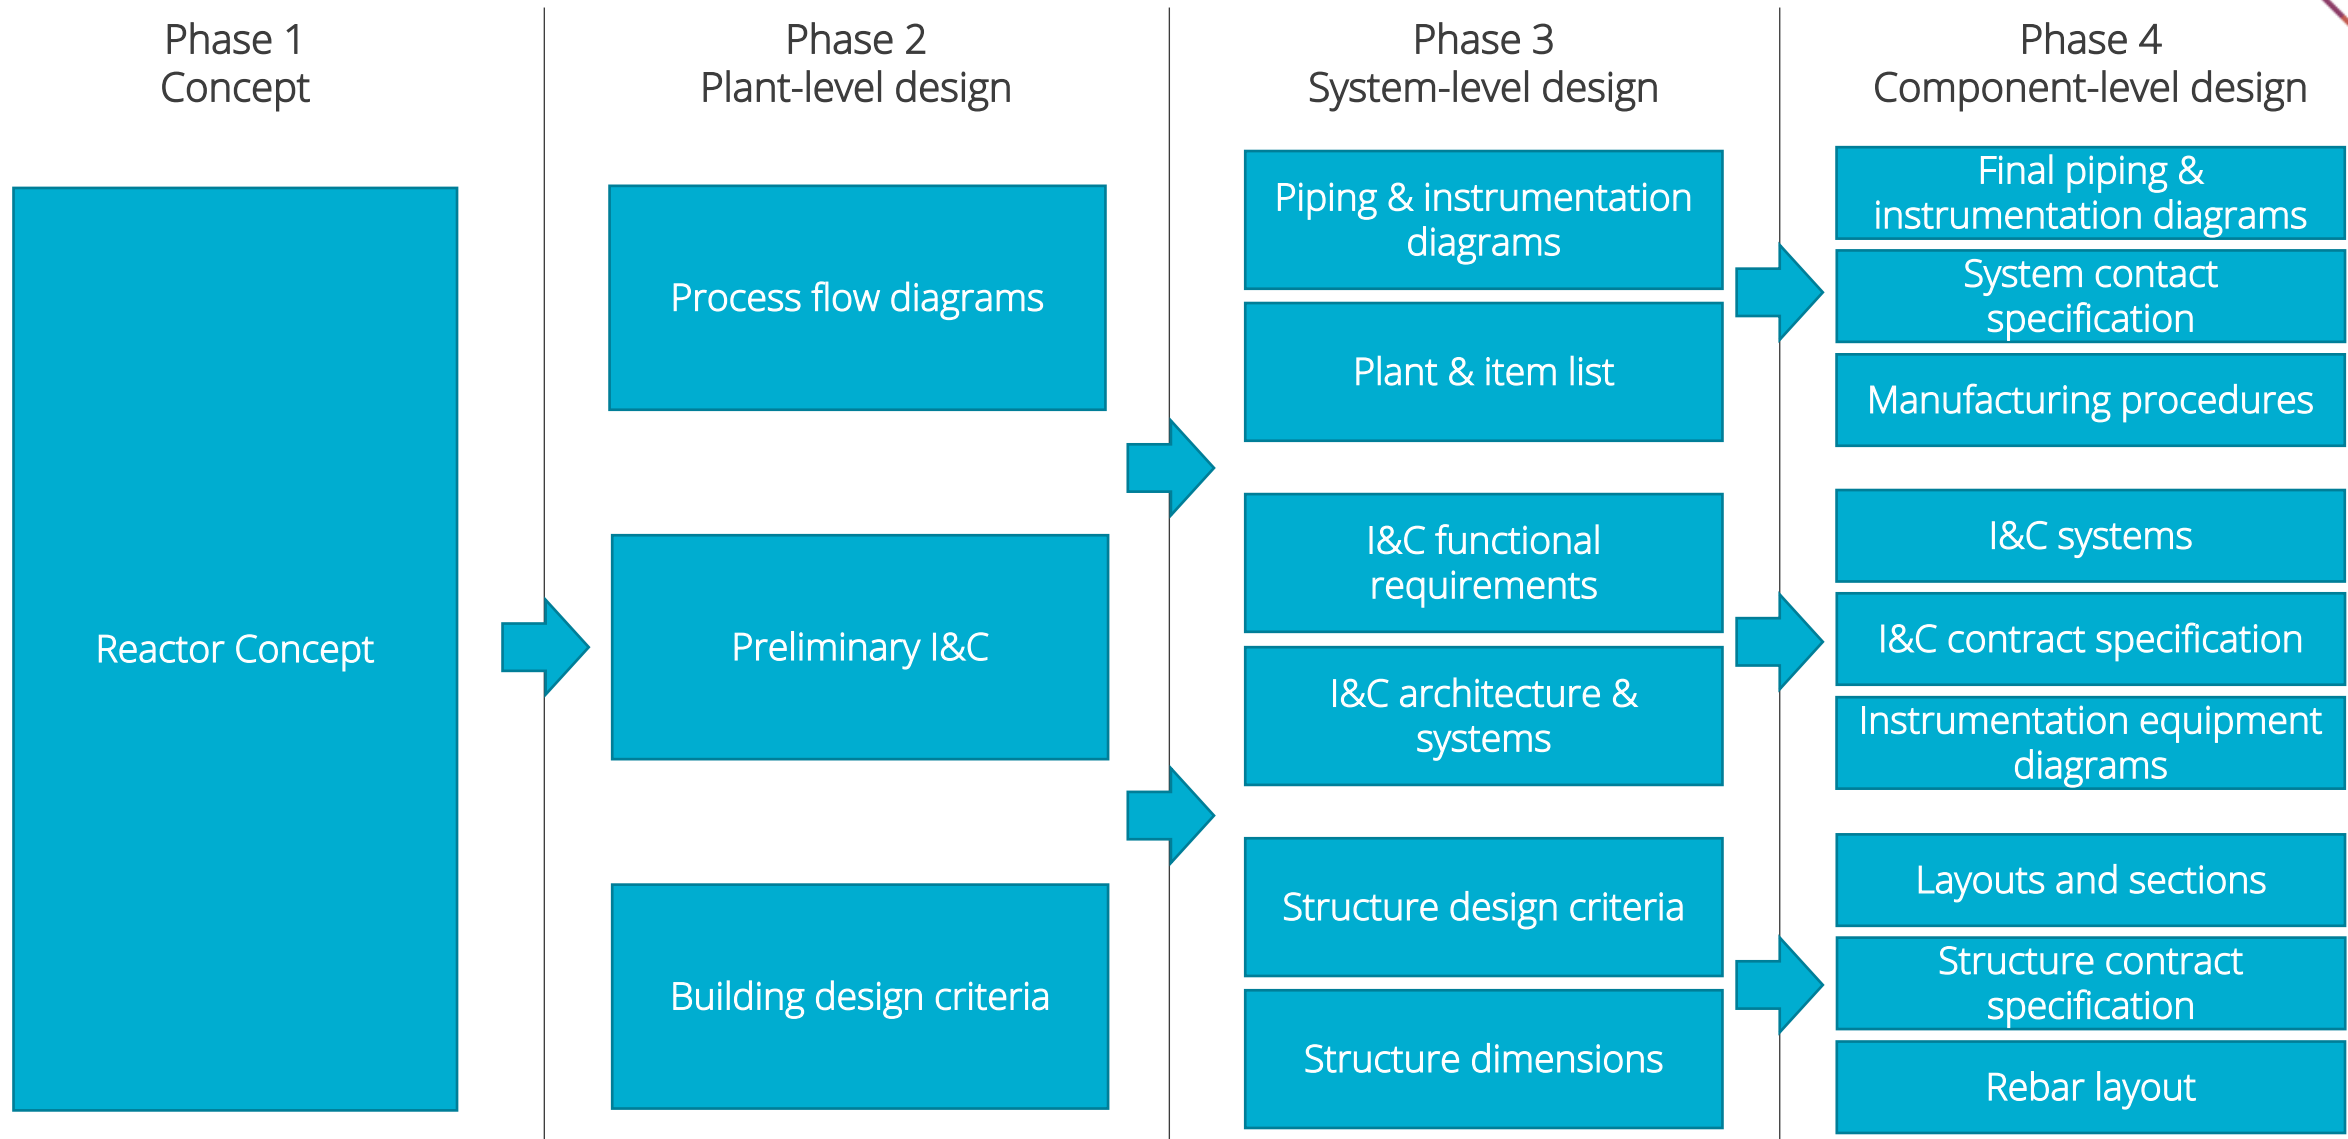 Phase 1
Concept
Phase 2
Plant-level design
Phase 3
System-level design
Phase 4
Component-level design
Reactor Concept
Process flow diagrams
Preliminary I&C
Building design criteria
Piping & instrumentation
diagrams
Plant & item list
I&C functional
requirements
I&C architecture &
systems
Structure design criteria
Structure dimensions
Final piping &
instrumentation diagrams
System contact
specification
Manufacturing procedures
I&C systems
I&C contract specification
Instrumentation equipment
diagrams
Layouts and sections
Structure contract
specification
Rebar layout